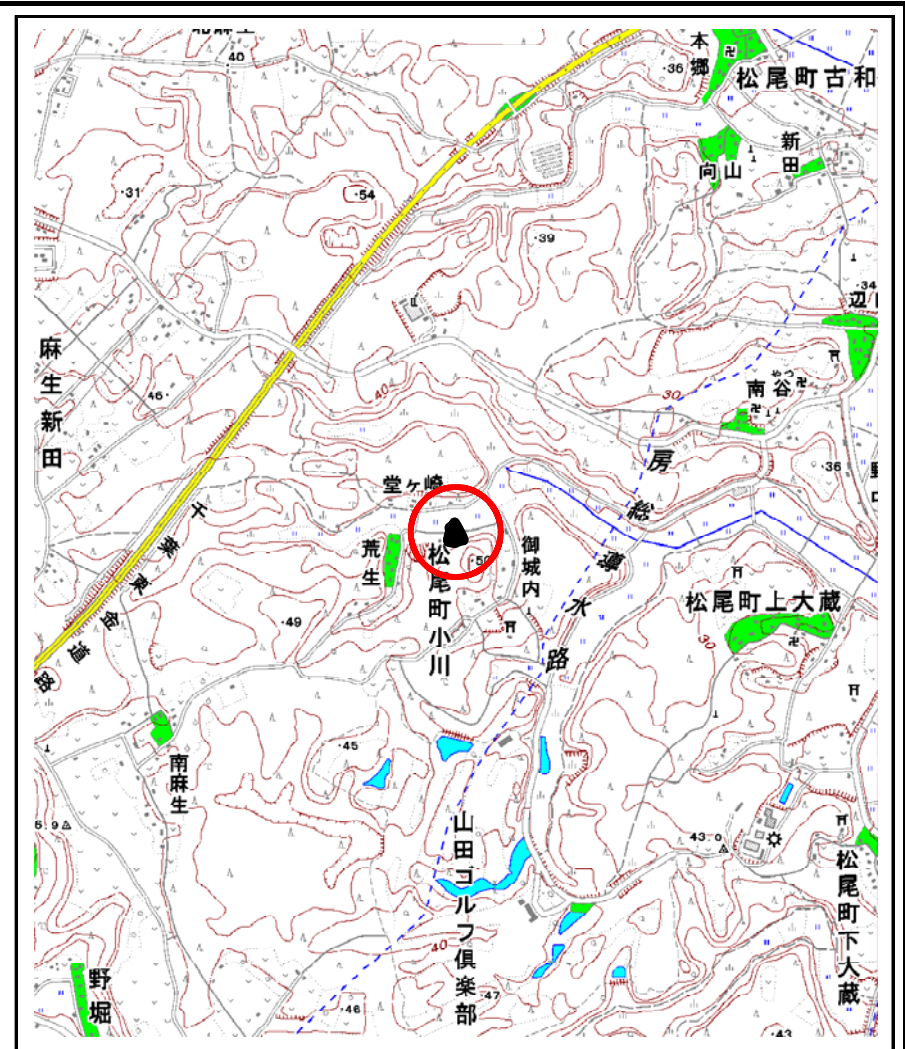 40
36
本郷
松尾町古和
新田
向山
31
54
39
34
麻生新田
46
40
30
南谷
やつ
36
房総導水路
堂ヶ崎
荒生
松尾町小川
50
御城内
千葉東金道路
49
松尾町上大蔵
30
南麻生
45
山田ゴルフ倶楽部
43.0
松尾町下大蔵
40
野堀
46
47
43